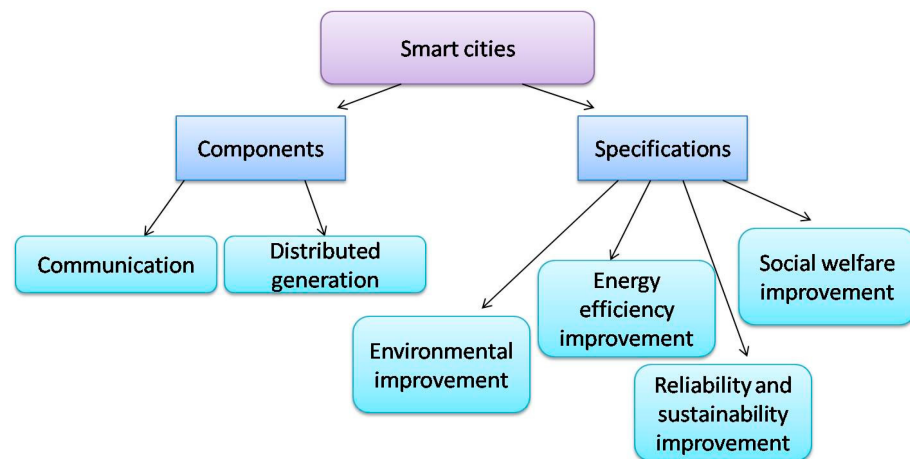 Smart cities
Components
Specifications
Communication
Distributed
generation
Environmental
improvement
Energy
efficiency
improvement
Reliability and
sustainability
improvement
Social welfare
improvement